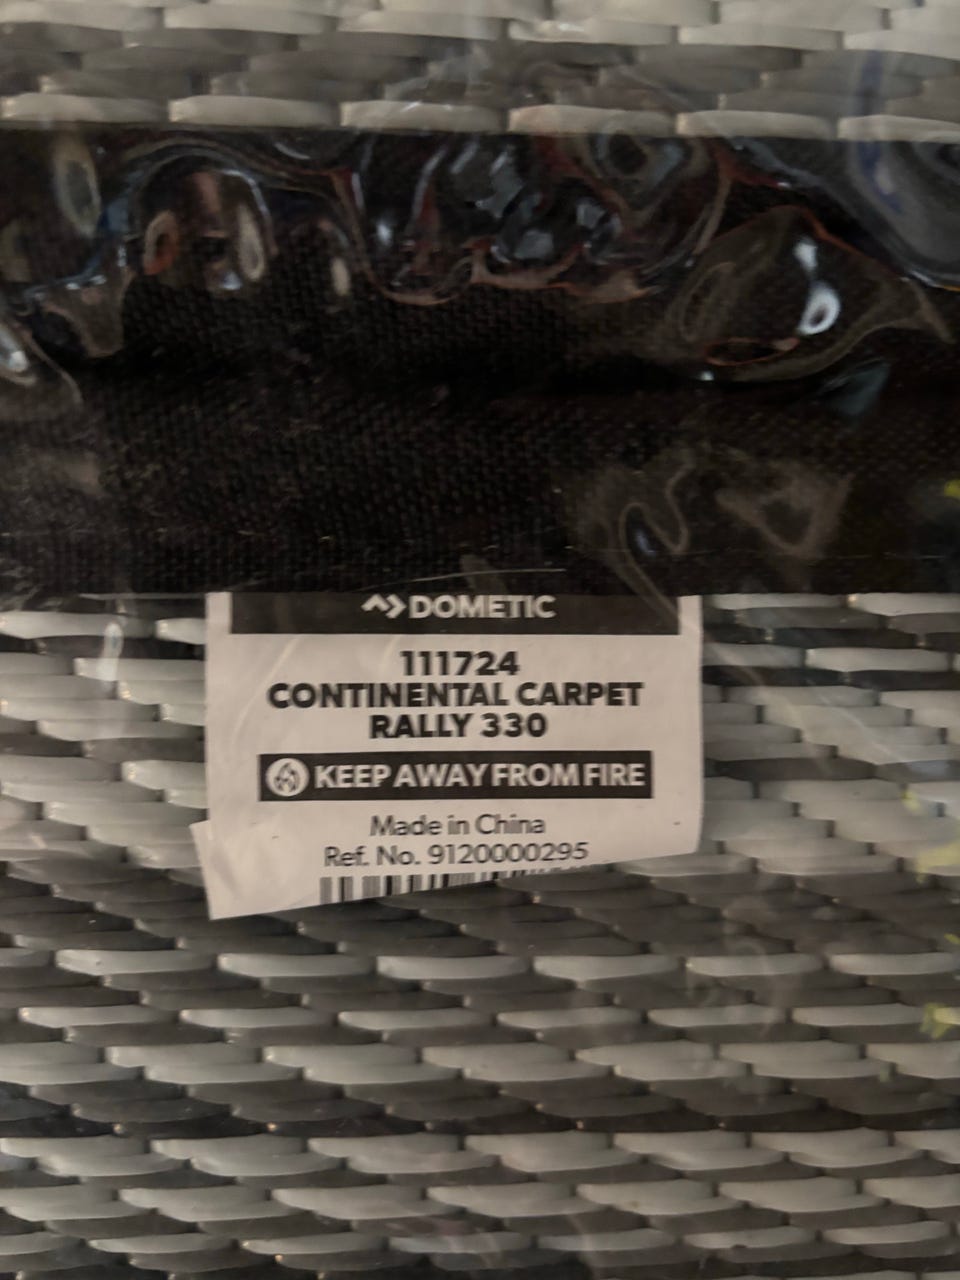 DOMETIC
111724
CONTINENTAL CARPET
RALLY 330
KEEP AWAY FROM FIRE
Made in China
Ref. No. 9120000295